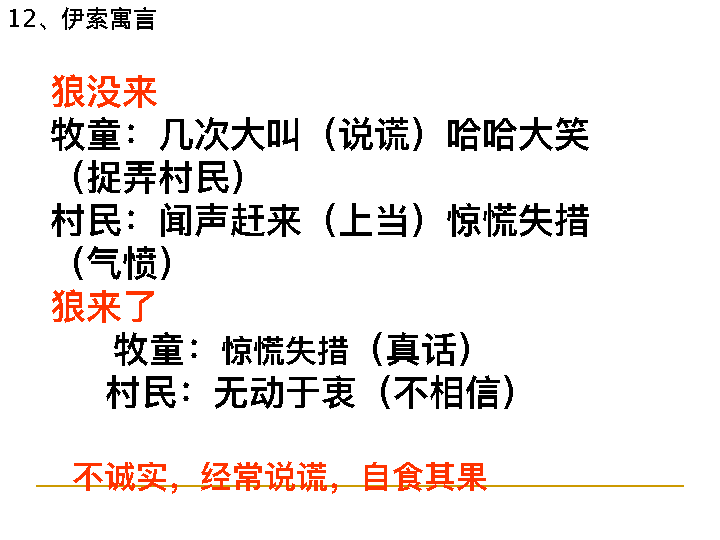 12、伊索寓言
狼没来
牧童：几次大叫（说谎）哈哈大笑
（捉弄村民）
村民：闻声赶来（上当）惊慌失措
（气愤）
狼来了
牧童：惊慌失措（真话）
村民：无动于衷（不相信）
不诚实，经常说谎，自食其果